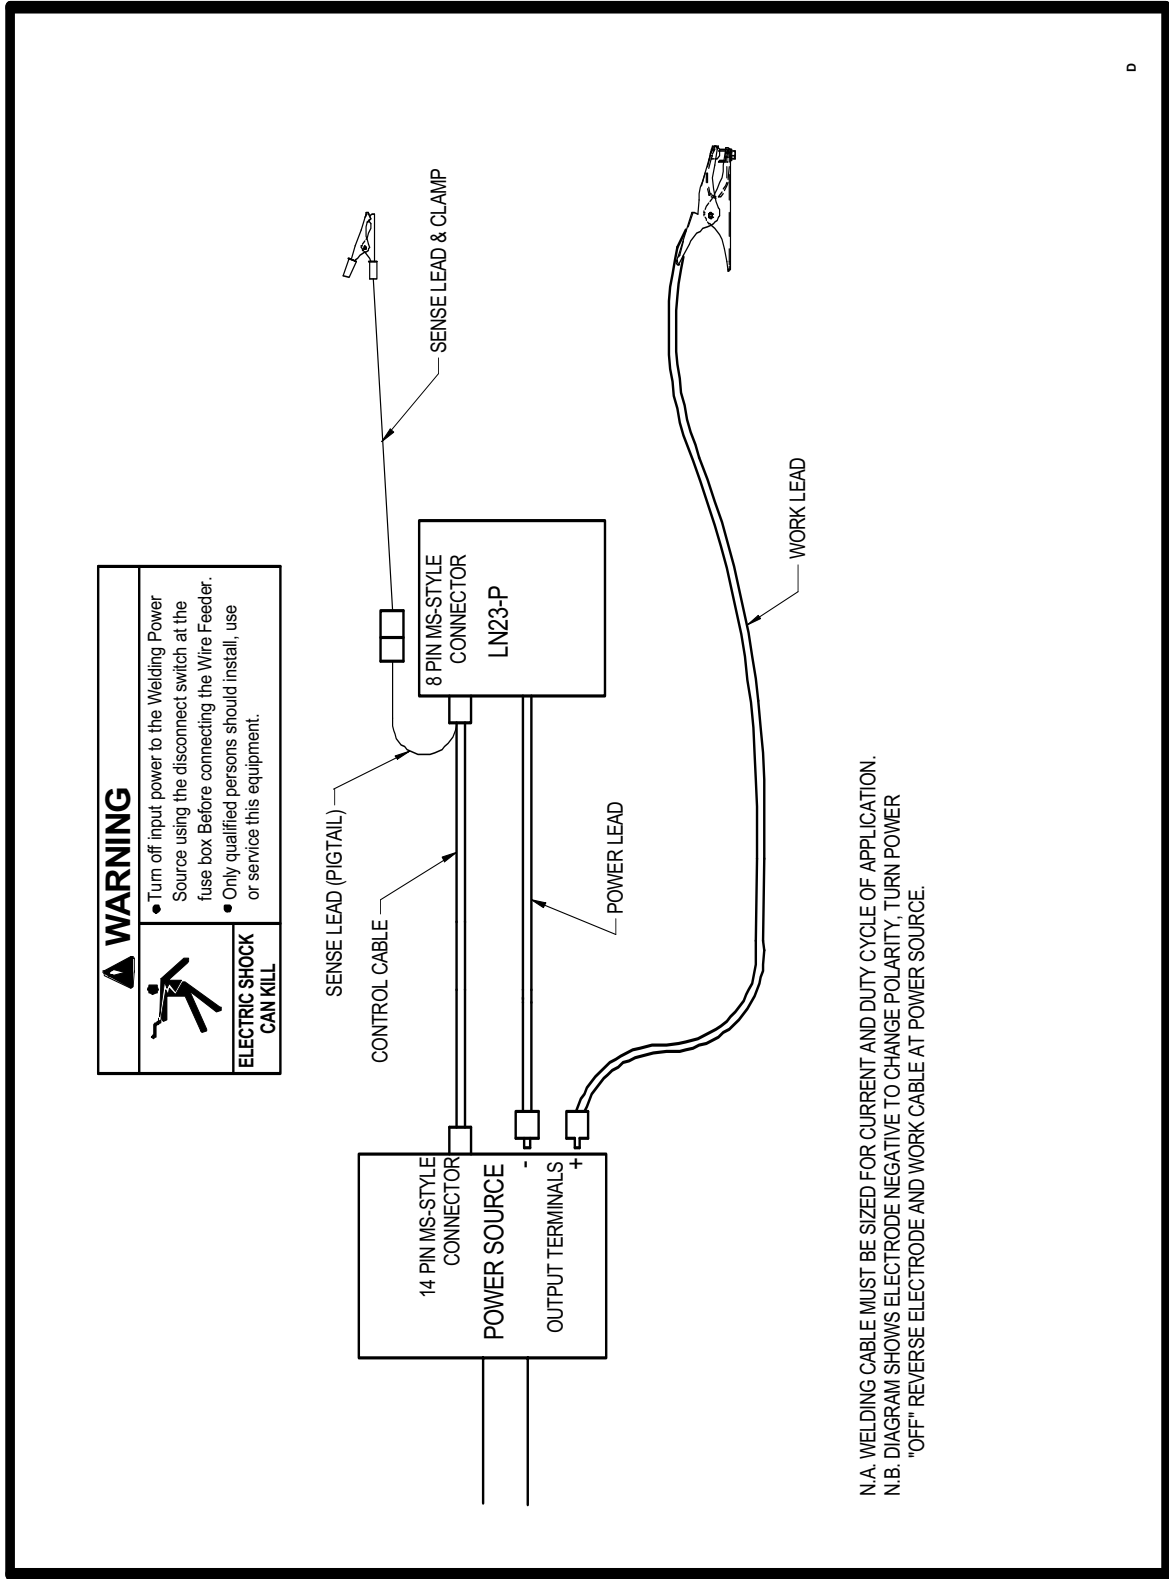 WARNING
ELECTRIC SHOCK
CAN KILL
● Turn off input power to the Welding Power
Source using the disconnect switch at the
fuse box Before connecting the Wire Feeder.
● Only qualified persons should install, use
or service this equipment.
SENSE LEAD (PIGTAIL)
SENSE LEAD & CLAMP
CONTROL CABLE
14 PIN MS-STYLE
CONNECTOR
POWER SOURCE
-
OUTPUT TERMINALS
+
8 PIN MS-STYLE
CONNECTOR
LN23-P
POWER LEAD
WORK LEAD
N.A. WELDING CABLE MUST BE SIZED FOR CURRENT AND DUTY CYCLE OF APPLICATION.
N.B. DIAGRAM SHOWS ELECTRODE NEGATIVE TO CHANGE POLARITY, TURN POWER
"OFF" REVERSE ELECTRODE AND WORK CABLE AT POWER SOURCE.
D